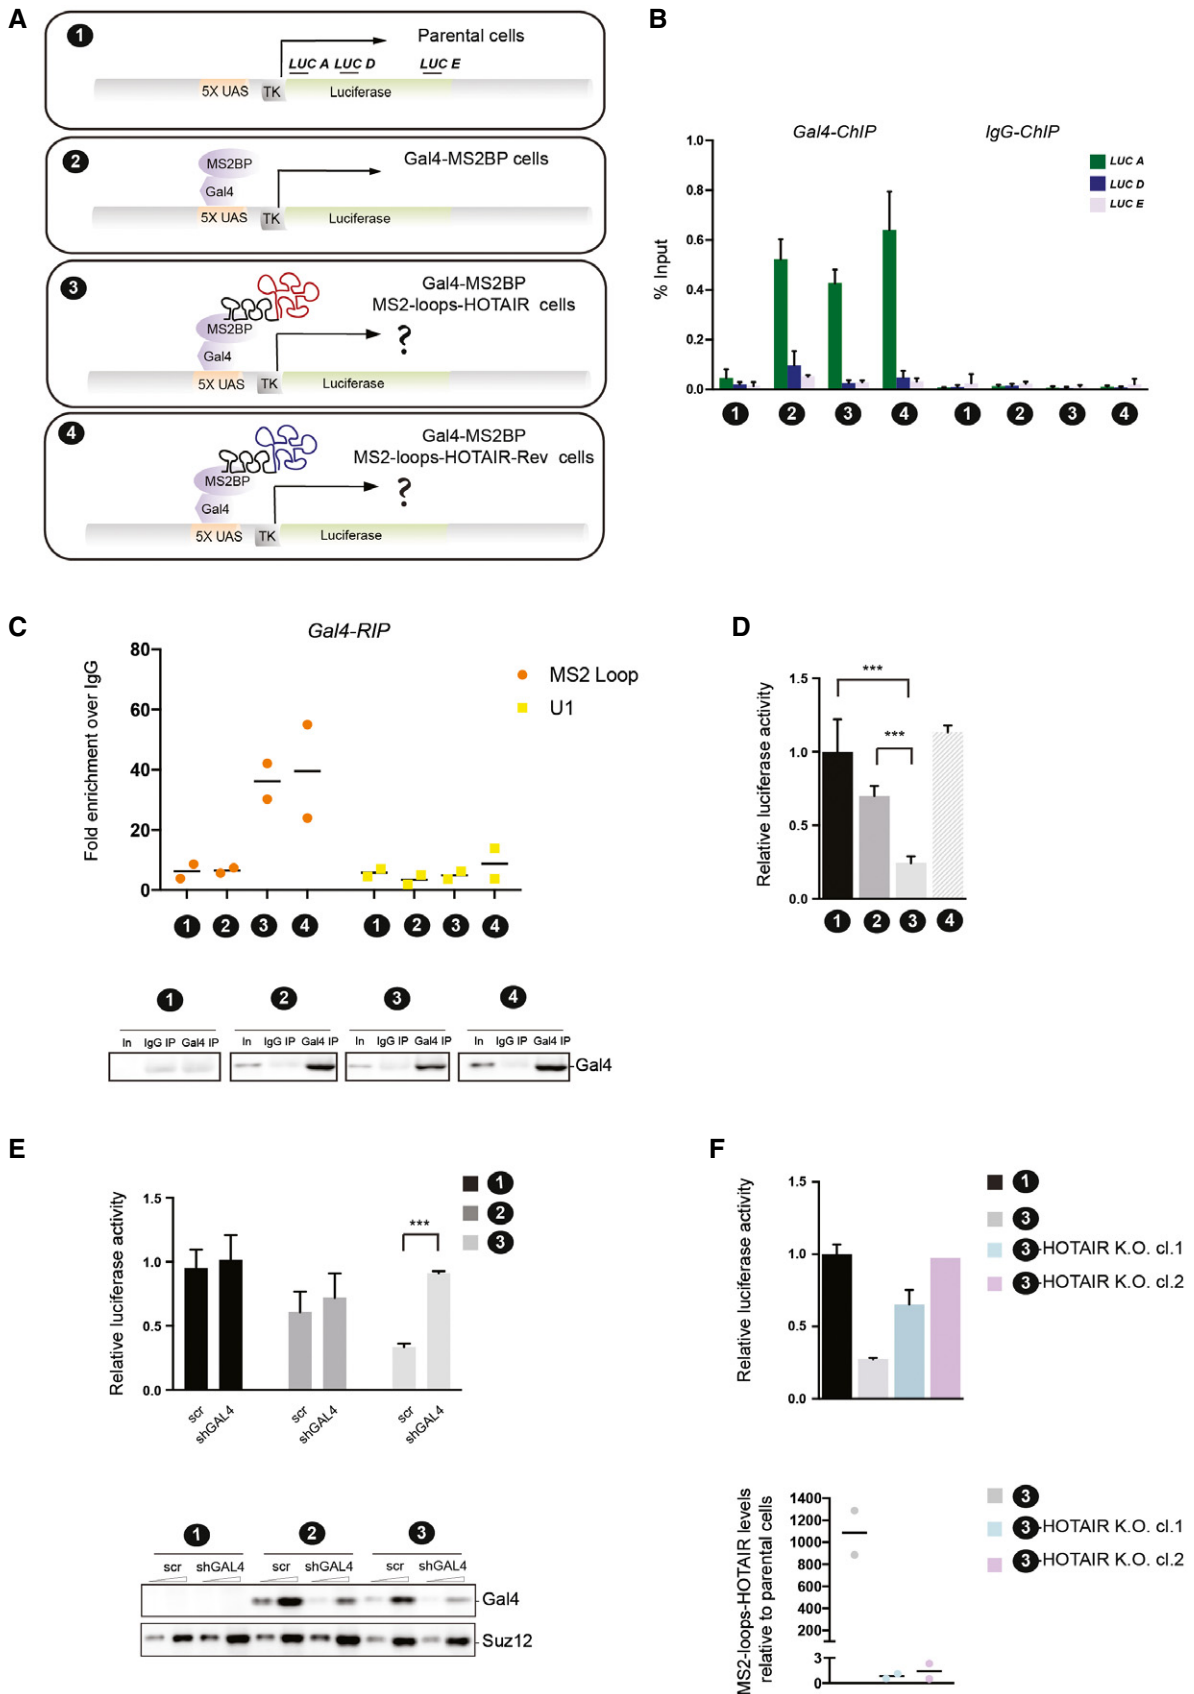 A
1
Parental cells
LUC A LUC D LUC E
5X UAS TK Luciferase
2
Gal4-MS2BP cells
MS2BP
Gal4
5X UAS TK Luciferase
3
Gal4-MS2BP
MS2-loops-HOTAIR cells
MS2BP
?
Gal4
5X UAS TK Luciferase
4
Gal4-MS2BP
MS2-loops-HOTAIR-Rev cells
MS2BP
?
Gal4
5X UAS TK Luciferase
B
Gal4-ChIP IgG-ChIP
% Input
1.0
0.8
0.6
0.4
0.2
0.0
LUC A
LUC D
LUC E
1 2 3 4 1 2 3 4
C
Gal4-RIP
Fold enrichment over IgG
80
60
40
20
0
MS2 Loop
U1
1 2 3 4 1 2 3 4
1 2 3 4
In IgG IP Gal4 IP In IgG IP Gal4 IP In IgG IP Gal4 IP In IgG IP Gal4 IP
-Gal4
D
Relative luciferase activity
1.5
1.0
0.5
0.0
***
***
1 2 3 4
E
Relative luciferase activity
1.5
1.0
0.5
0.0
***
1
2
3
scr shGAL4 scr shGAL4 scr shGAL4
1 2 3
scr shGAL4 scr shGAL4 scr shGAL4
-Gal4
-Suz12
F
Relative luciferase activity
1.5
1.0
0.5
0.0
1
3
3-HOTAIR K.O. cl.1
3-HOTAIR K.O. cl.2
MS2-loops-HOTAIR levels
relative to parental cells
1400
1200
1000
800
600
400
200
3
0
3
3-HOTAIR K.O. cl.1
3-HOTAIR K.O. cl.2